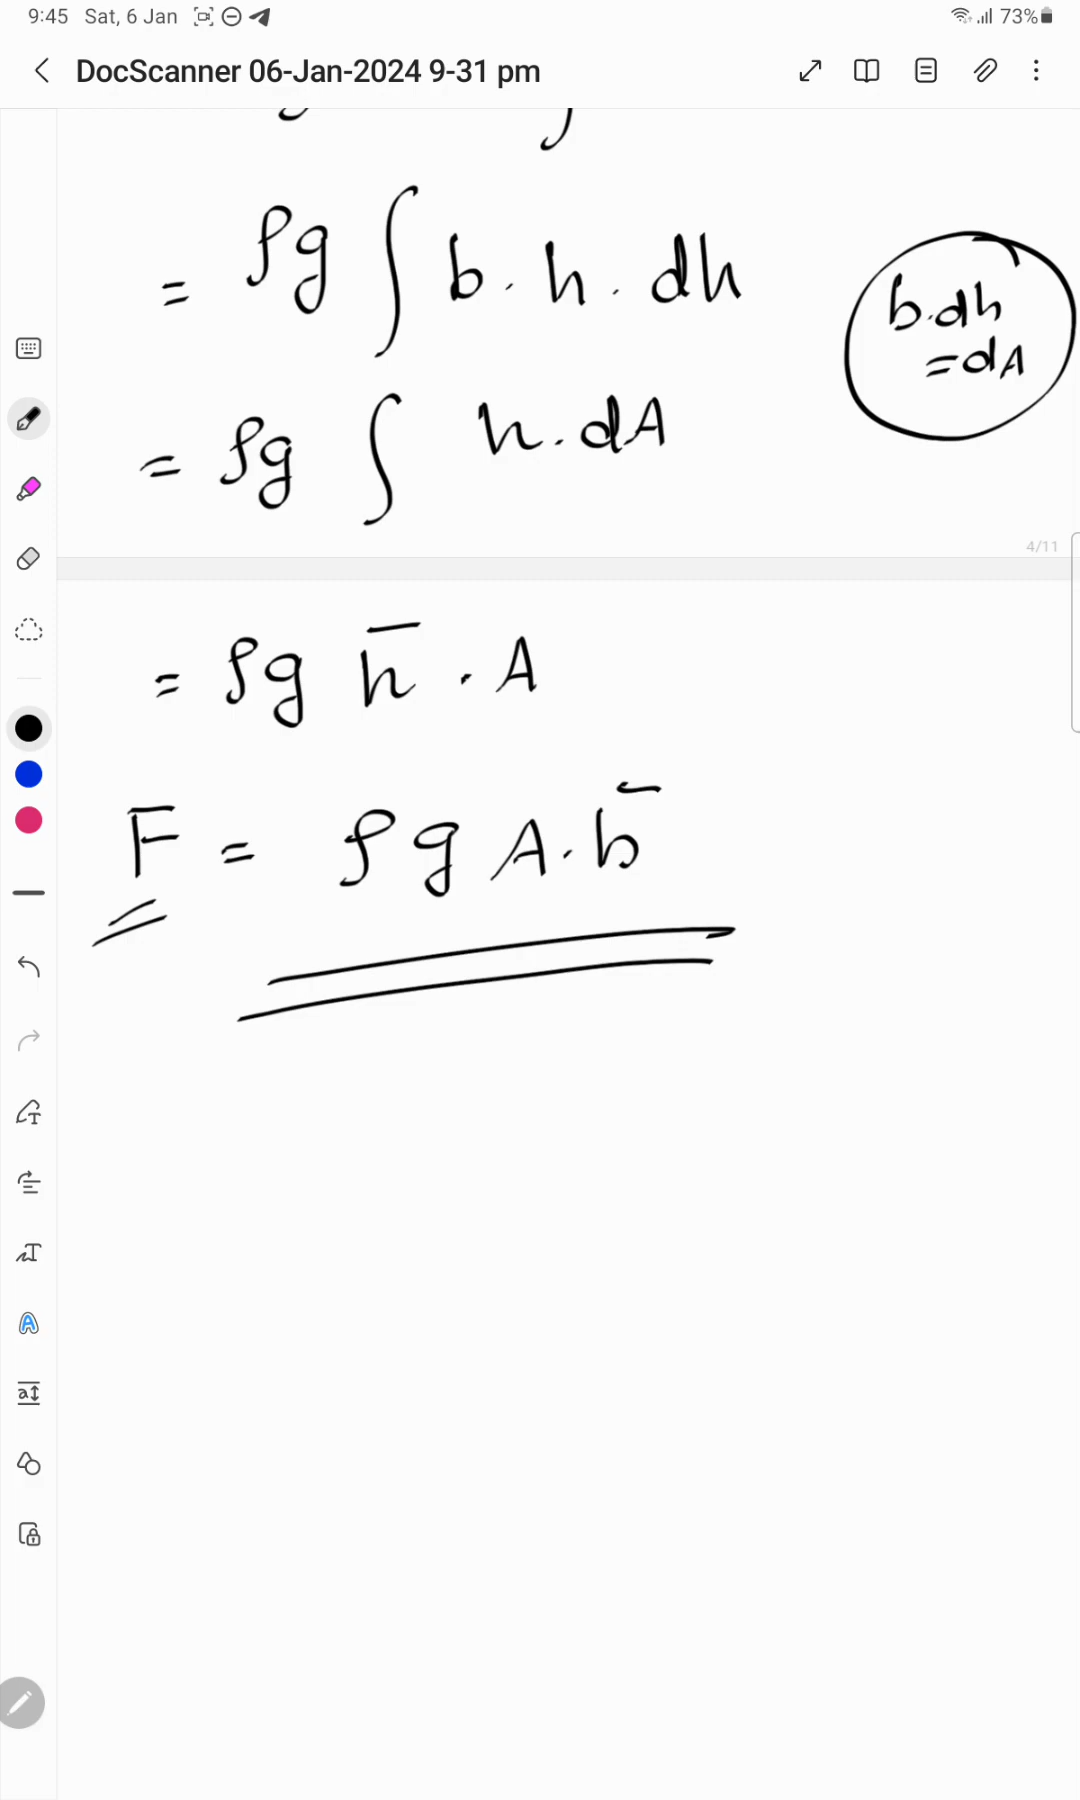 9:45 Sat, 6 Jan 73%
DocScanner 06-Jan-2024 9-31 pm
= ρg ∫ b. h. dh
b.dh
= dA
= ρg ∫ h.dA
4/11
= ρg h̄ . A
F = ρ g A. h̄